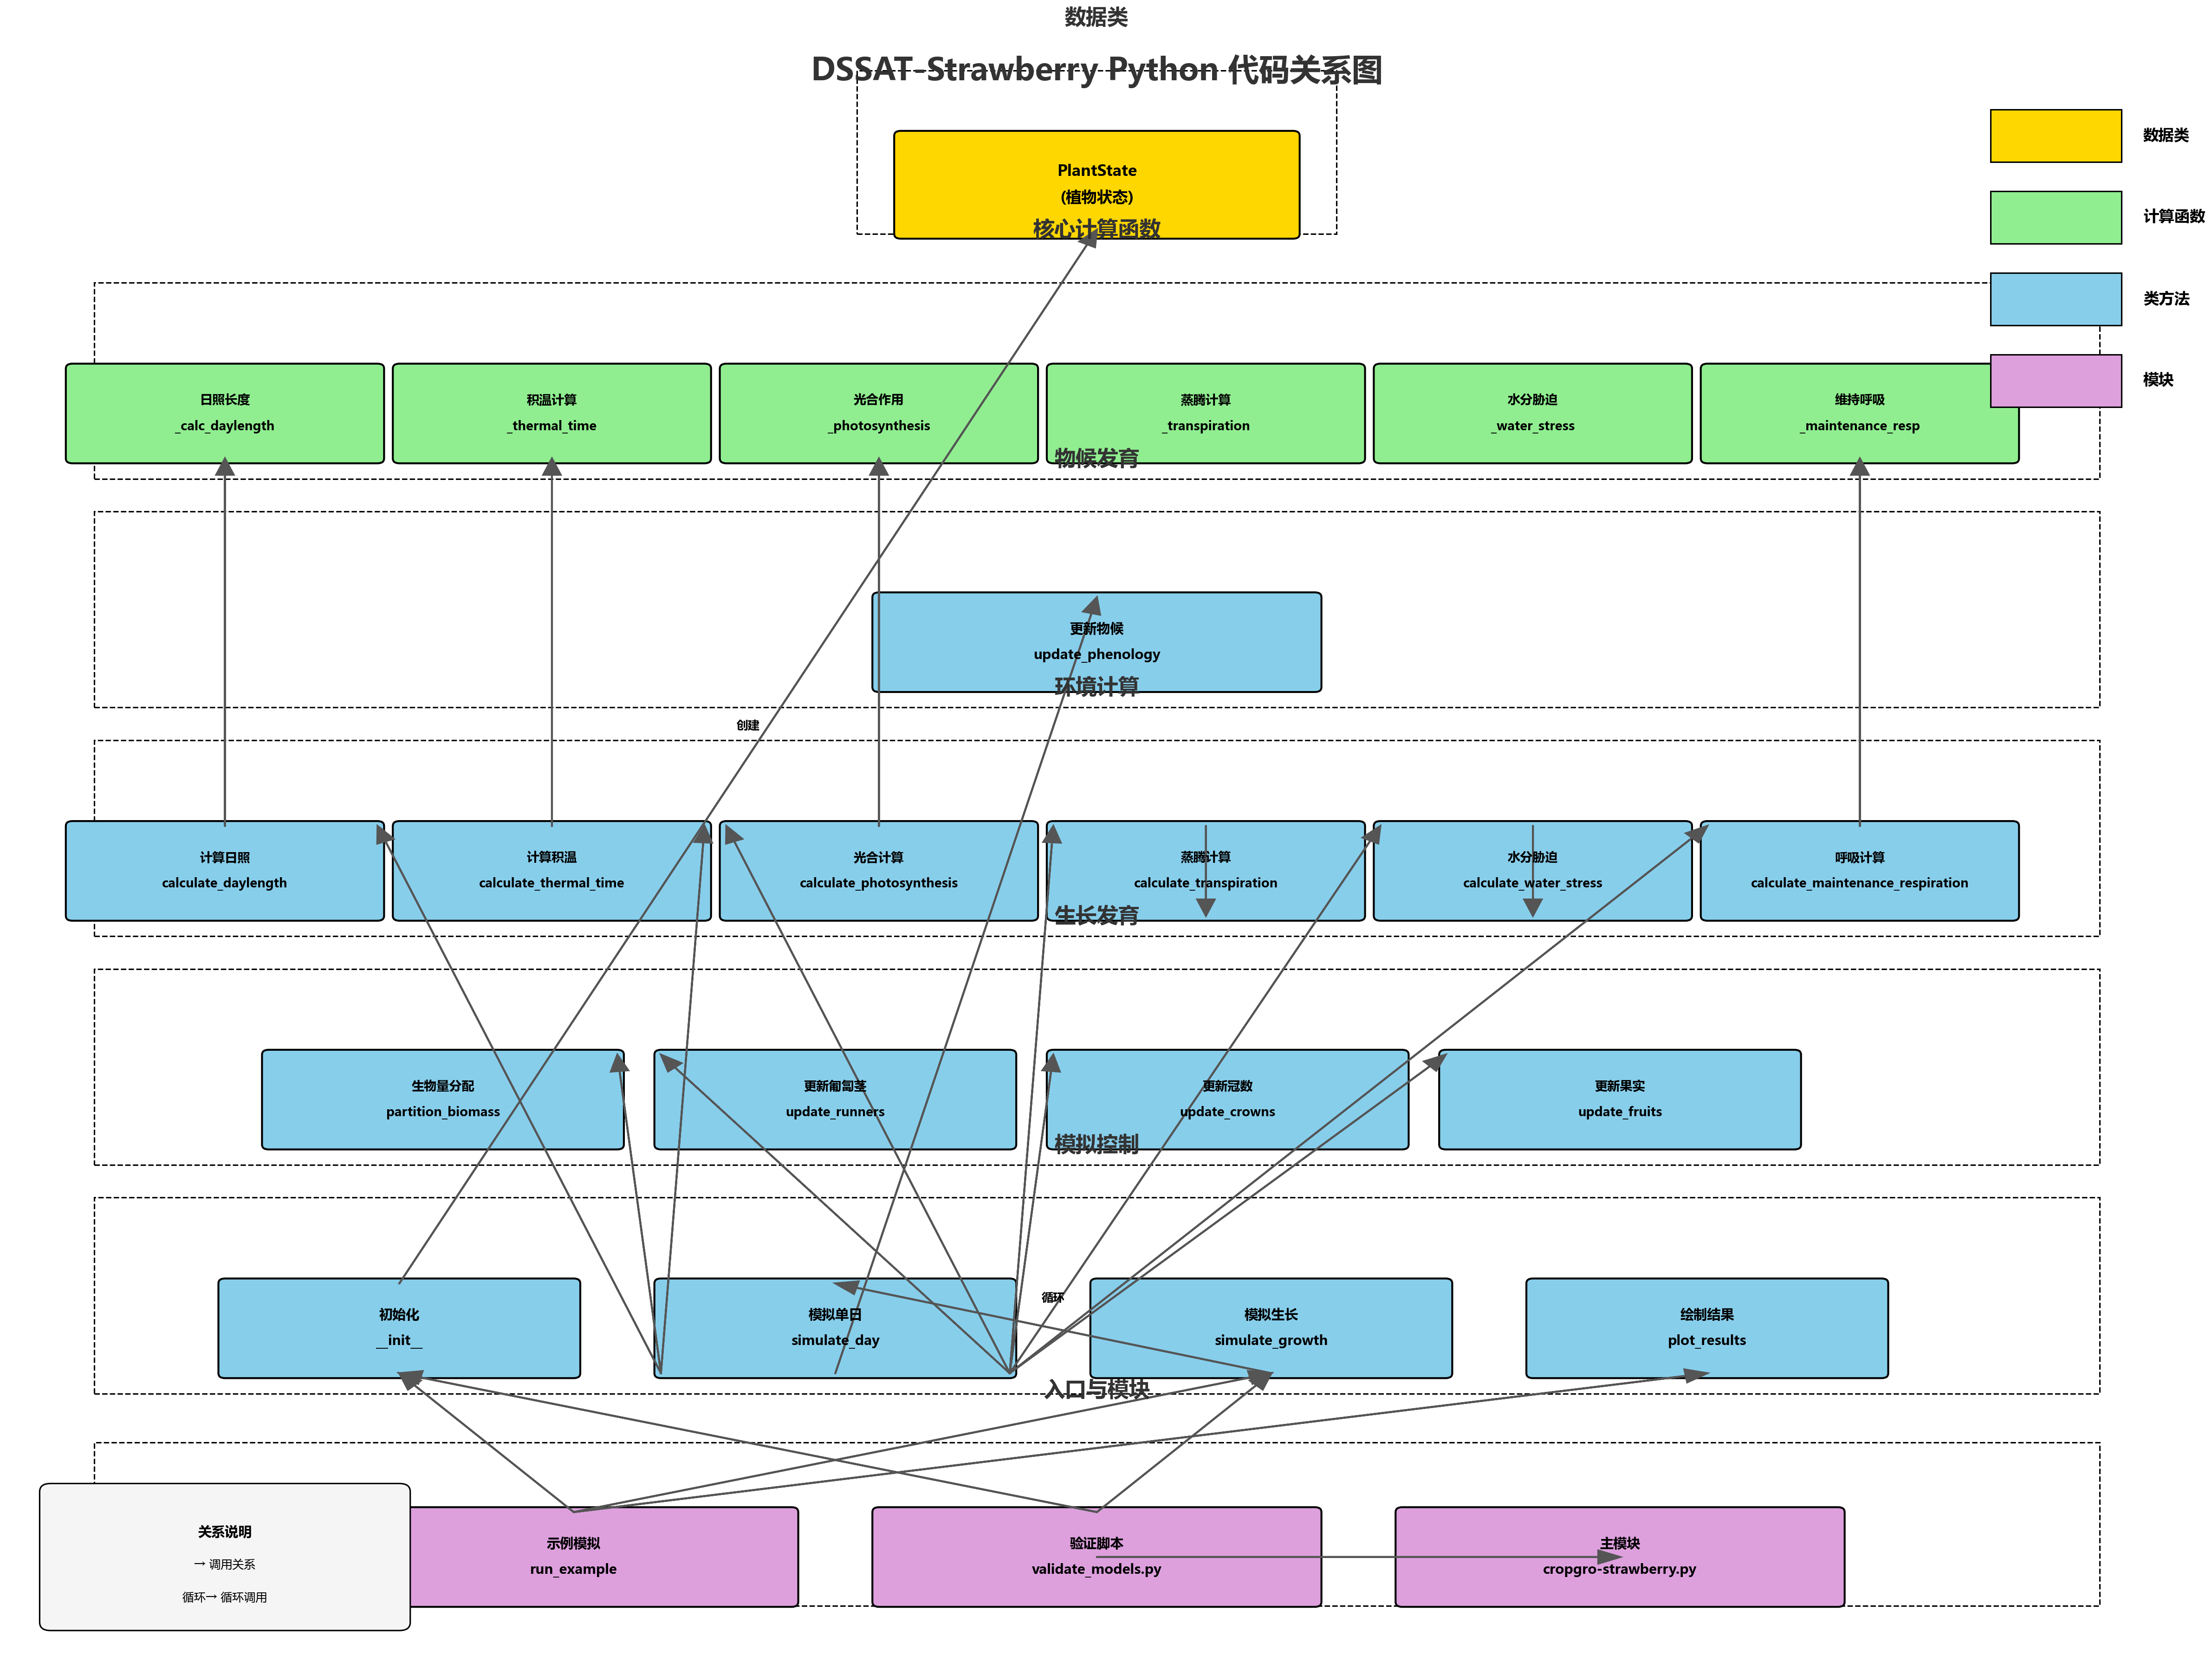 数据类
DSSAT-Strawberry Python 代码关系图
数据类
PlantState
(植物状态)
计算函数
核心计算函数
类方法
模块
日照长度
_calc_daylength
积温计算
_thermal_time
光合作用
_photosynthesis
蒸腾计算
_transpiration
水分胁迫
_water_stress
维持呼吸
_maintenance_resp
物候发育
更新物候
update_phenology
环境计算
创建
计算日照
calculate_daylength
计算积温
calculate_thermal_time
光合计算
calculate_photosynthesis
蒸腾计算
calculate_transpiration
水分胁迫
calculate_water_stress
呼吸计算
calculate_maintenance_respiration
生长发育
生物量分配
partition_biomass
更新匍匐茎
update_runners
更新冠数
update_crowns
更新果实
update_fruits
模拟控制
循环
初始化
__init__
模拟单日
simulate_day
模拟生长
simulate_growth
绘制结果
plot_results
入口与模块
关系说明
→ 调用关系
循环→ 循环调用
示例模拟
run_example
验证脚本
validate_models.py
主模块
cropgro-strawberry.py